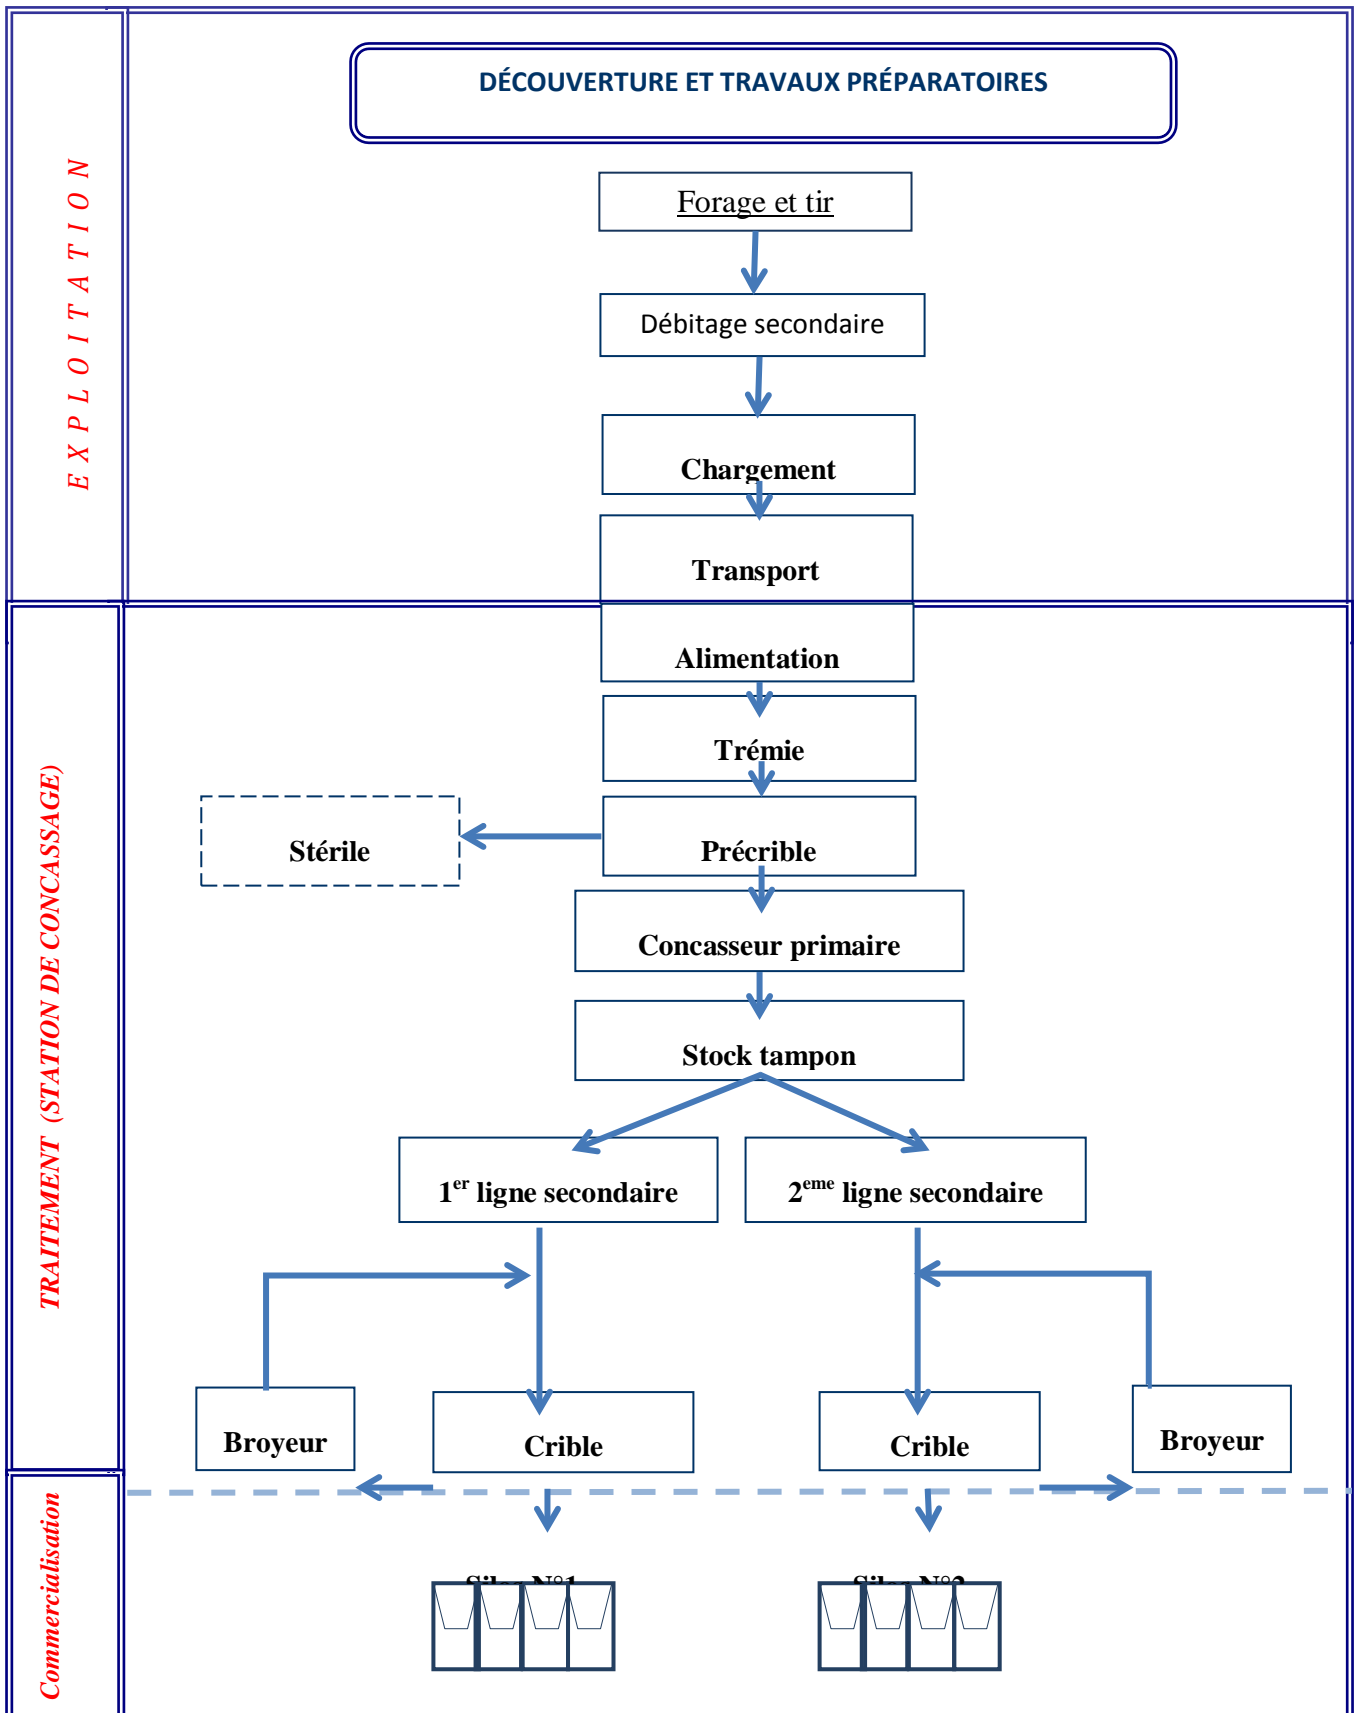 DÉCOUVERTURE ET TRAVAUX PRÉPARATOIRES
EXPLOITATION
Forage et tir
Débitage secondaire
Chargement
Transport
TRAITEMENT (STATION DE CONCASSAGE)
Alimentation
Trémie
Stérile
Précrible
Concasseur primaire
Stock tampon
1er ligne secondaire
2eme ligne secondaire
Broyeur
Crible
Crible
Broyeur
Commercialisation